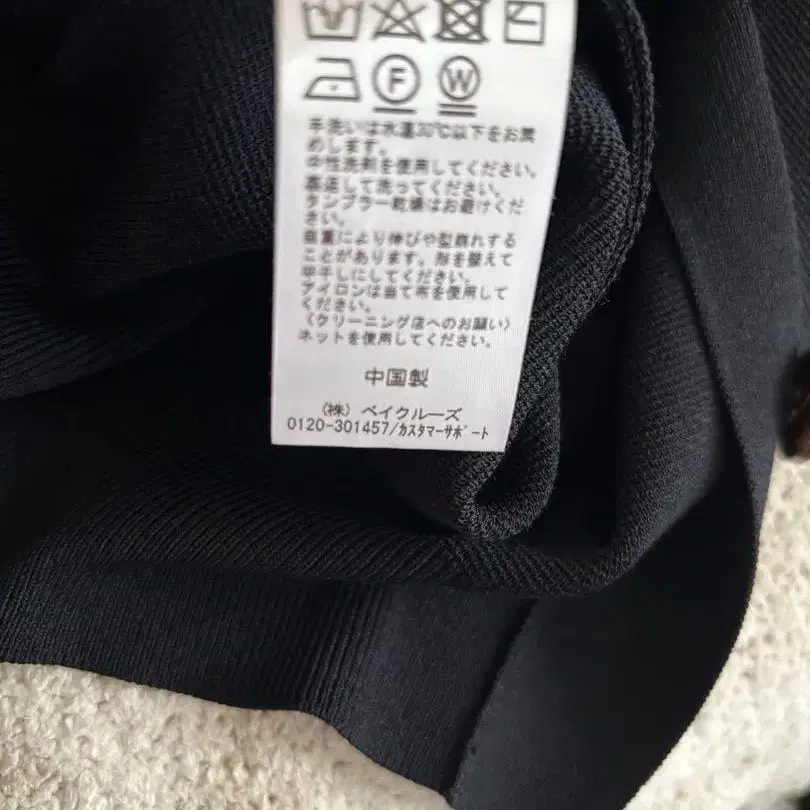 F W
手洗いは水温30℃以下をお薦
めします。
中性洗剤を使用してください。
裏返して洗ってください。
タンブラー乾燥はお避けくだ
さい。
自重により伸びや型崩れする
ことがあります。形を整えて
平干しにしてください。
アイロンは当て布を使用して
ください。
〈クリーニング店へのお願い〉
ネットを使用してください。
中国製
(株) ベイクルーズ
0120-301457/ｶｽﾀﾏｰｻﾎﾟｰﾄ